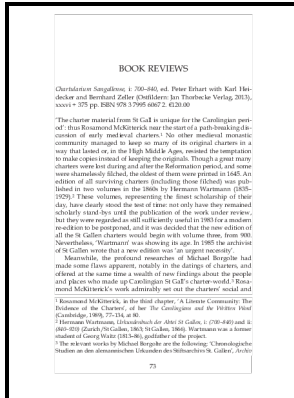 BOOK REVIEWS
Chartularium Sangallense, i: 700–840, ed. Peter Erhart with Karl Hei-
decker and Bernhard Zeller (Ostfildern: Jan Thorbecke Verlag, 2013),
xxxvi + 375 pp. ISBN 978 3 7995 6067 2. €120.00
'The charter material from St Gall is unique for the Carolingian peri-
od': thus Rosamond McKitterick near the start of a path-breaking dis-
cussion of early medieval charters.1 No other medieval monastic
community managed to keep so many of its original charters in a
way that lasted or, in the High Middle Ages, resisted the temptation
to make copies instead of keeping the originals. Though a great many
charters were lost during and after the Reformation period, and some
were shamelessly filched, the oldest of them were printed in 1645. An
edition of all surviving charters (including those filched) was pub-
lished in two volumes in the 1860s by Hermann Wartmann (1835–
1929).2 These volumes, representing the finest scholarship of their
day, have clearly stood the test of time: not only have they remained
scholarly stand-bys until the publication of the work under review,
but they were regarded as still sufficiently useful in 1983 for a modern
re-edition to be postponed, and it was decided that the new edition of
all the St Gallen charters would begin with volume three, from 900.
Nevertheless, 'Wartmann' was showing its age. In 1985 the archivist
of St Gallen wrote that a new edition was 'an urgent necessity'.
Meanwhile, the profound researches of Michael Borgolte had
made some flaws apparent, notably in the datings of charters, and
offered at the same time a wealth of new findings about the people
and places who made up Carolingian St Gall's charter-world.3 Rosa-
mond McKitterick's work admirably set out the charters' social and
1 Rosamond McKitterick, in the third chapter, 'A Literate Community: The
Evidence of the Charters', of her The Carolingians and the Written Word
(Cambridge, 1989), 77–134, at 80.
2 Hermann Wartmann, Urkundenbuch der Abtei St Gallen, i: (700–840) and ii:
(840–920) (Zurich/St Gallen, 1863; St Gallen, 1866). Wartmann was a former
student of Georg Waitz (1813–86), godfather of the project.
3 The relevant works by Michael Borgolte are the following: 'Chronologische
Studien an den alemannischen Urkunden des Stiftsarchivs St. Gallen', Archiv
73